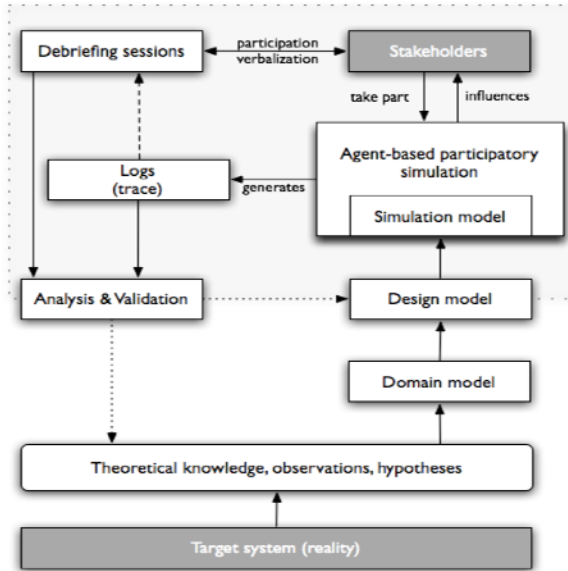 Debriefing sessions
participation
verbalization
Stakeholders
take part
influences
Agent-based participatory
simulation
Simulation model
Logs
(trace)
generates
Analysis & Validation
Design model
Domain model
Theoretical knowledge, observations, hypotheses
Target system (reality)